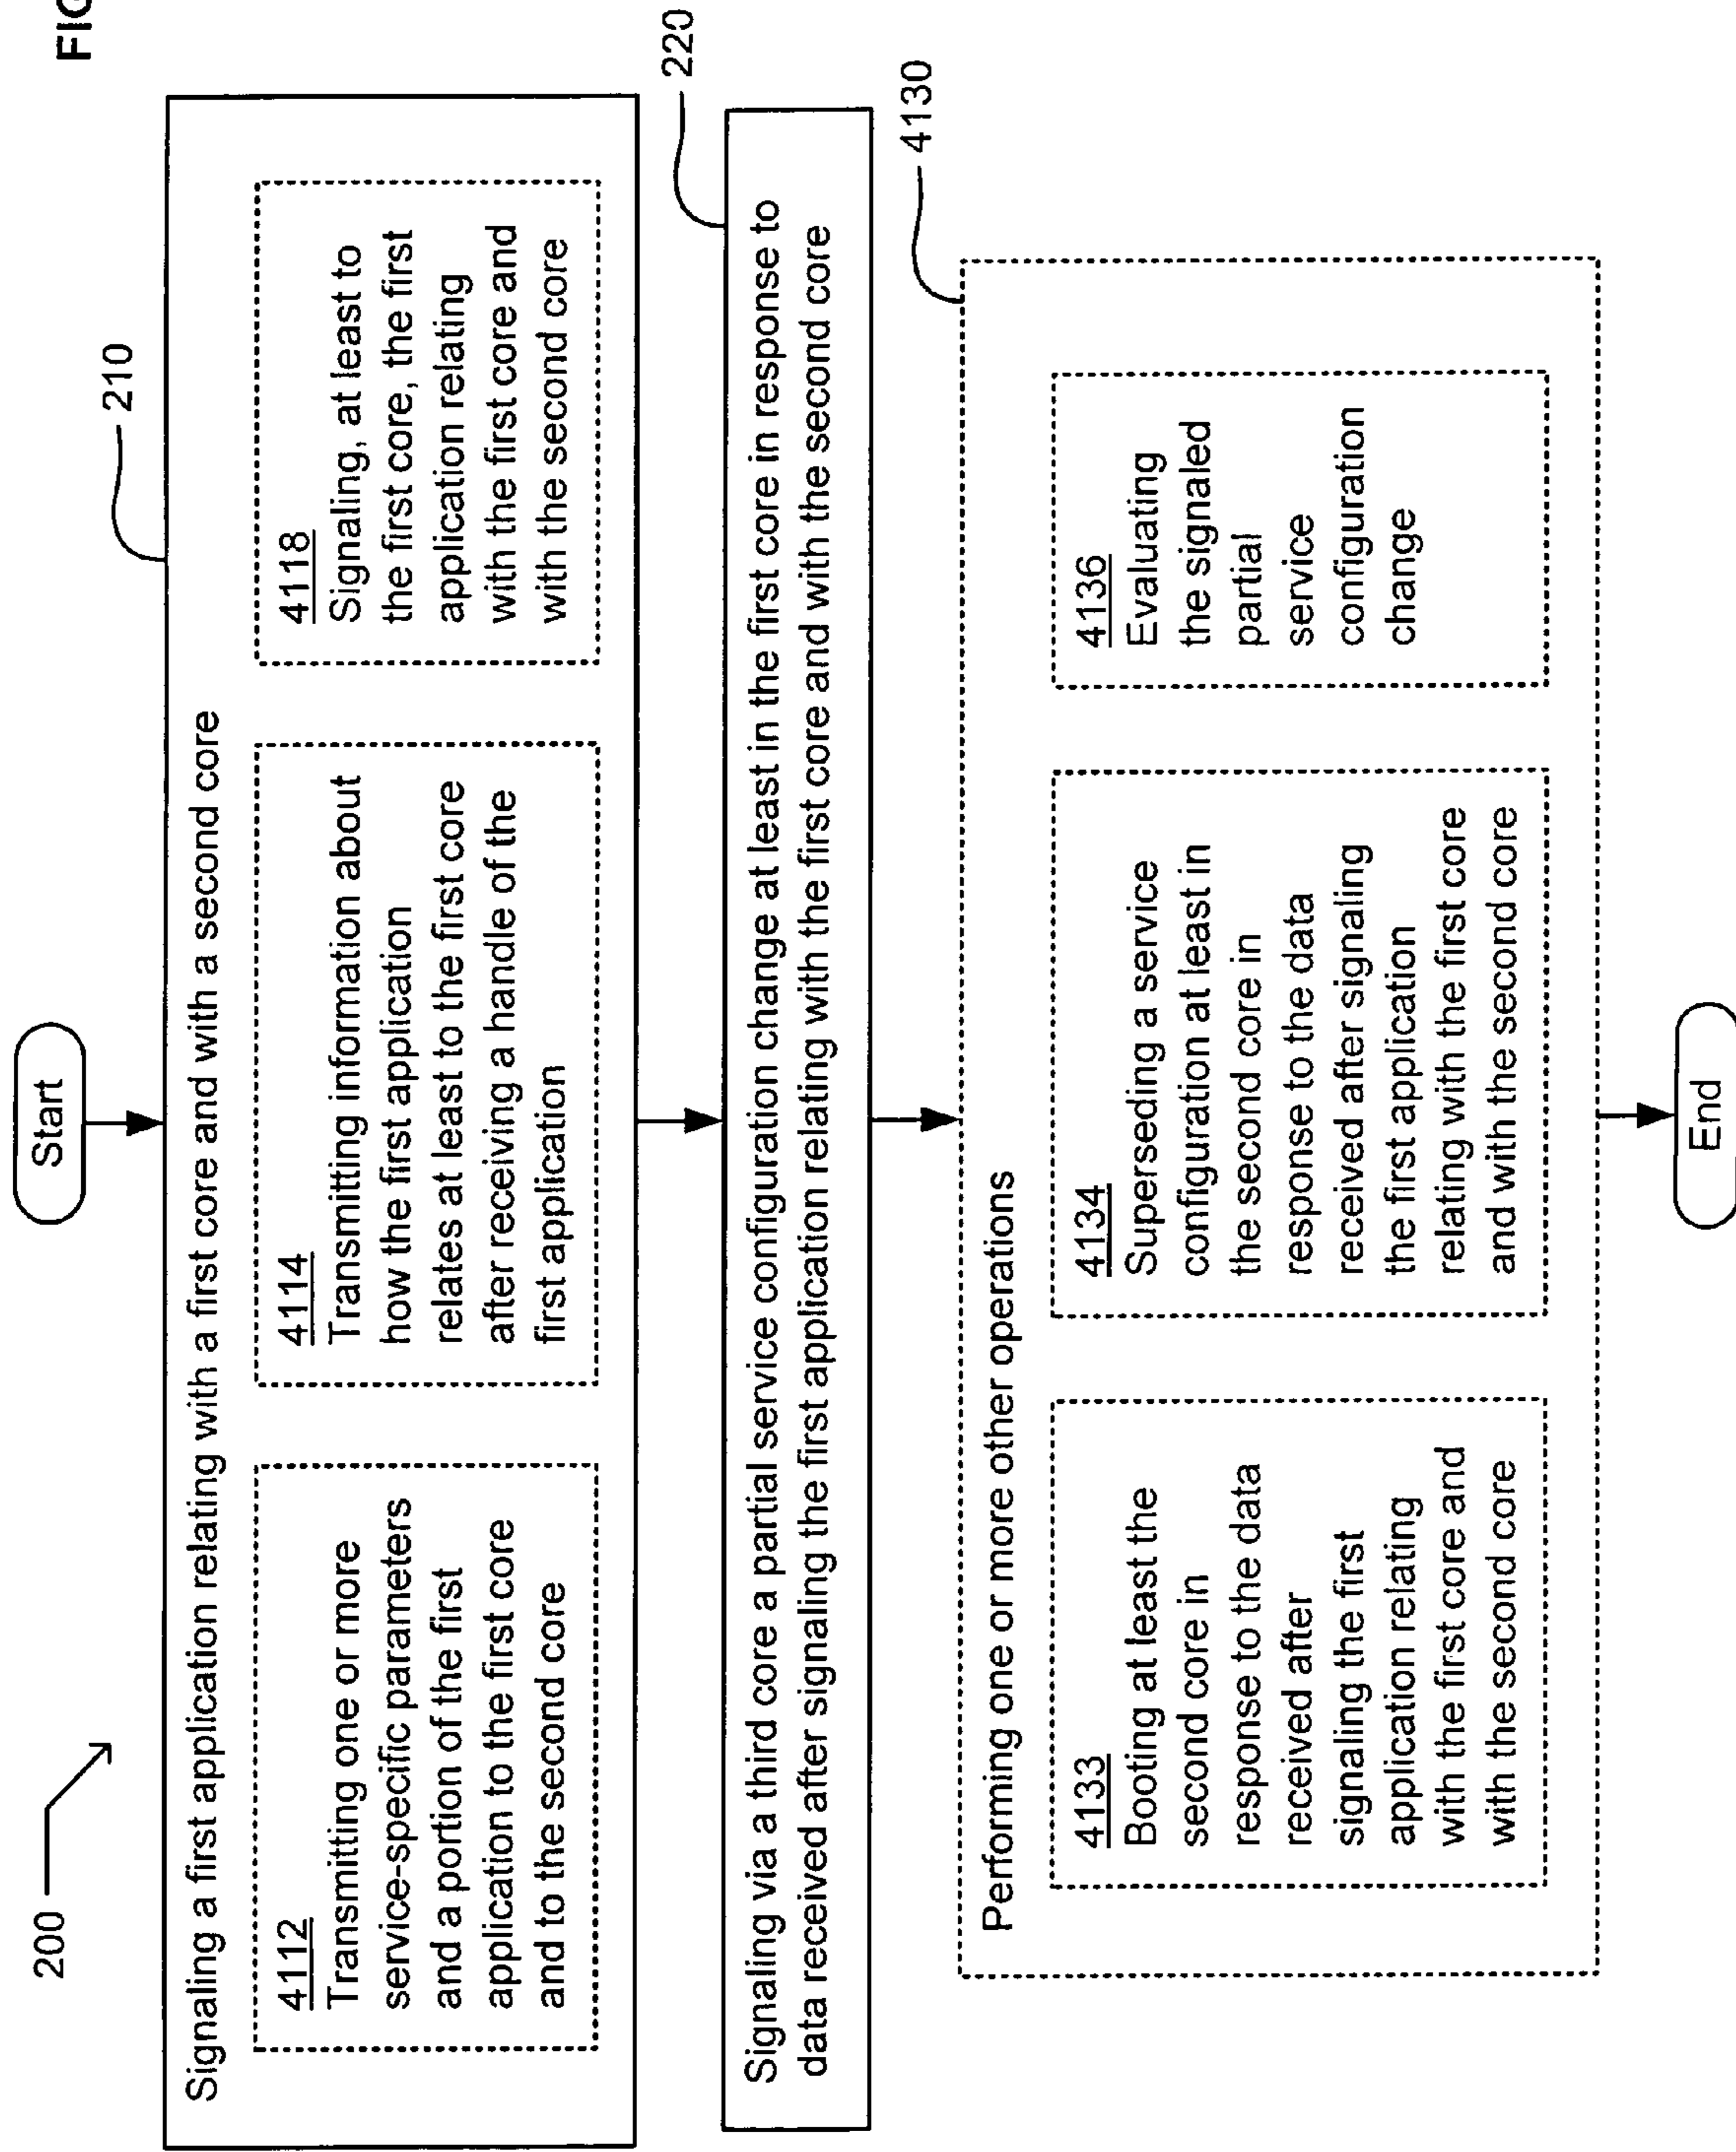 FIG
200
Start
210
Signaling a first application relating with a first core and with a second core
4112
Transmitting one or more
service-specific parameters
and a portion of the first
application to the first core
and to the second core
4114
Transmitting information about
how the first application
relates at least to the first core
after receiving a handle of the
first application
4118
Signaling, at least to
the first core, the first
application relating
with the first core and
with the second core
220
Signaling via a third core a partial service configuration change at least in the first core in response to
data received after signaling the first application relating with the first core and with the second core
4130
Performing one or more other operations
4133
Booting at least the
second core in
response to the data
received after
signaling the first
application relating
with the first core and
with the second core
4134
Superseding a service
configuration at least in
the second core in
response to the data
received after signaling
the first application
relating with the first core
and with the second core
4136
Evaluating
the signaled
partial
service
configuration
change
End